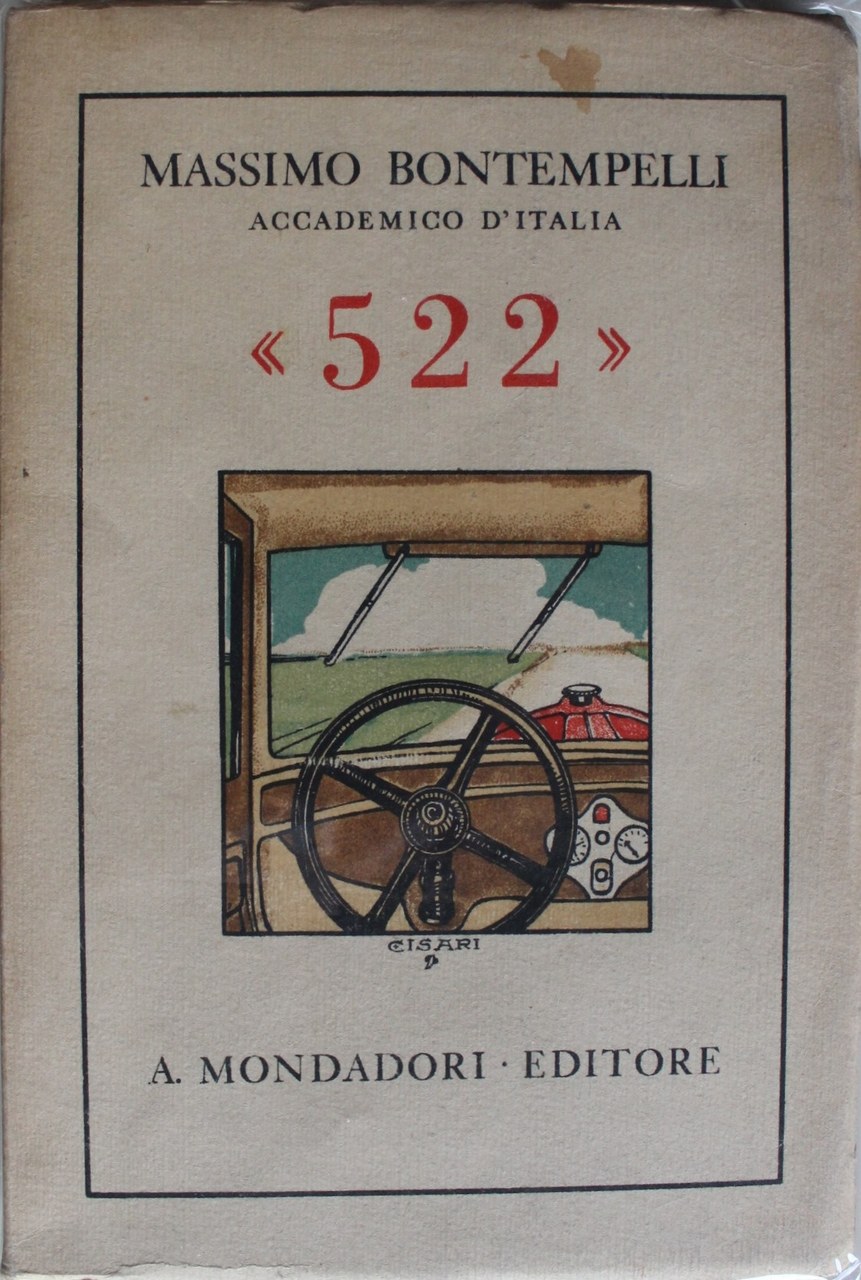 MASSIMO BONTEMPELLI
ACCADEMICO D'ITALIA
« 522 »
CISARI
A. MONDADORI · EDITORE